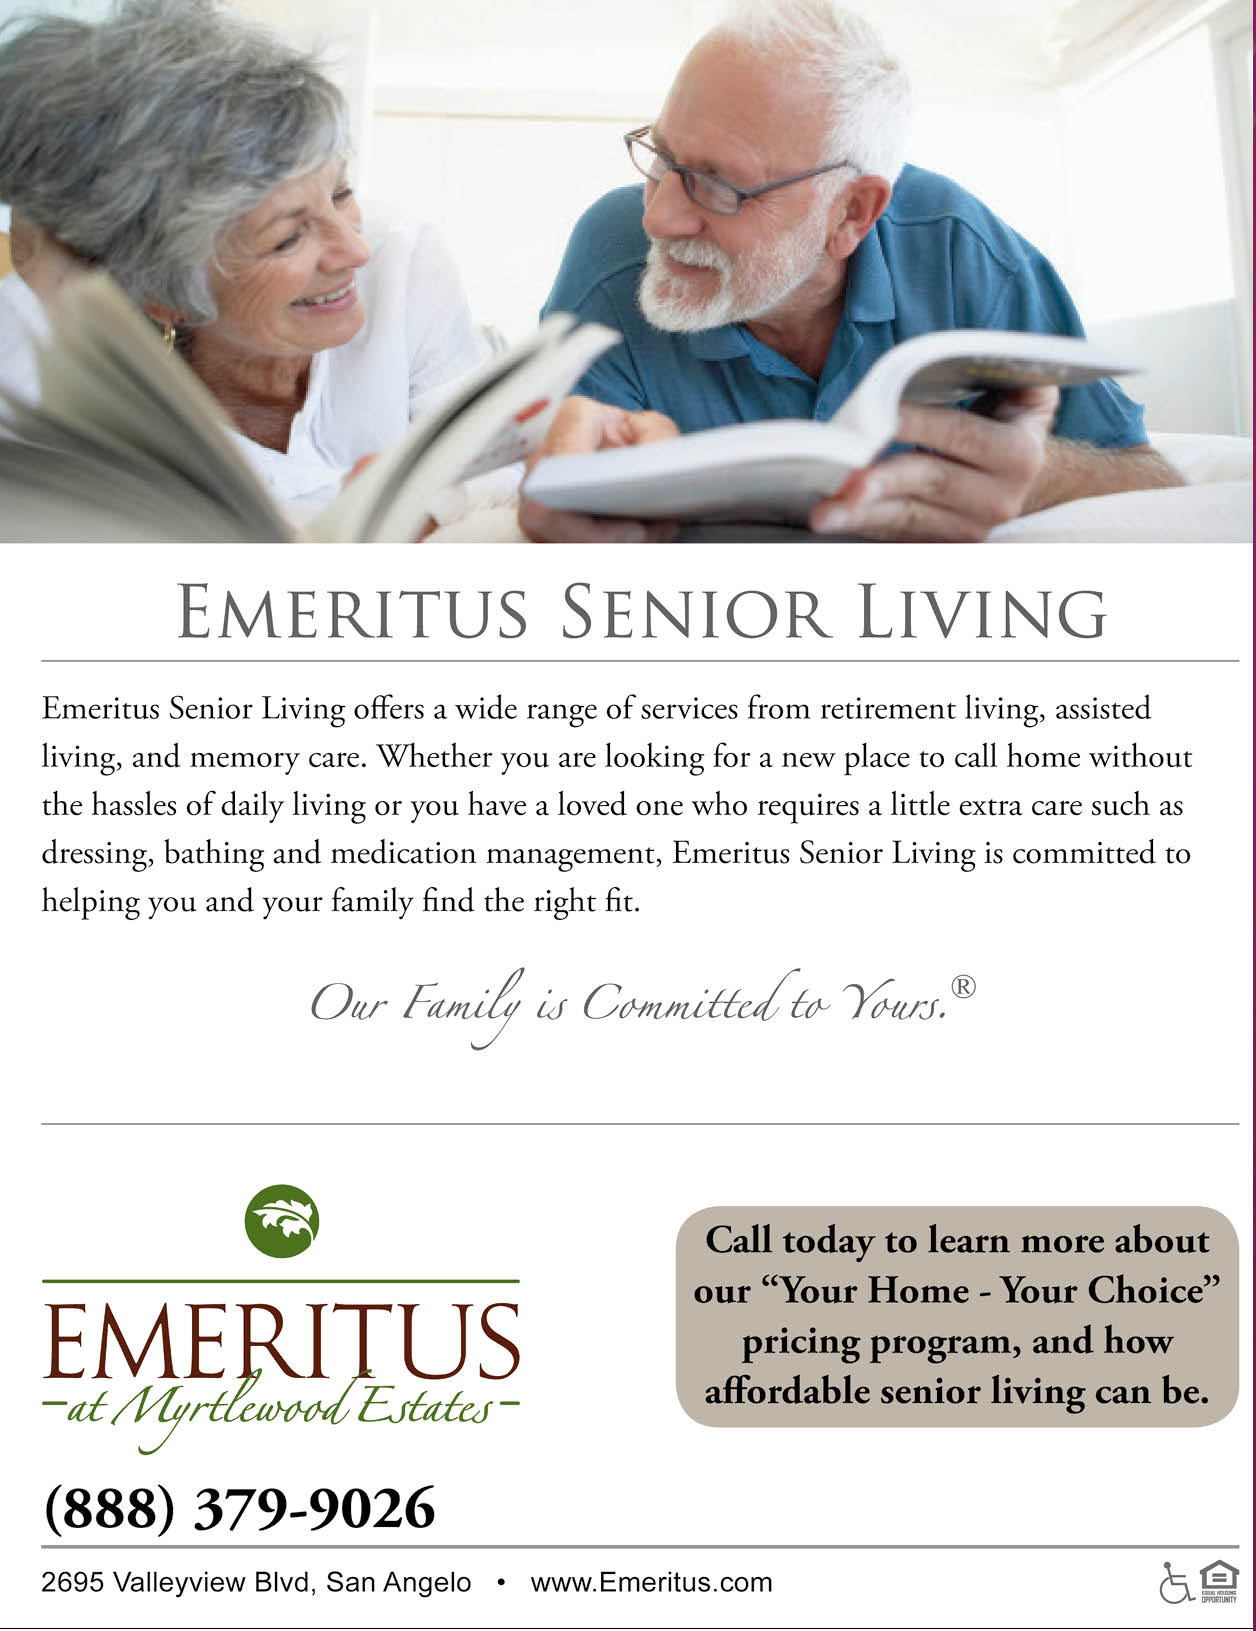 EMERITUS SENIOR LIVING
Emeritus Senior Living offers a wide range of services from retirement living, assisted
living, and memory care. Whether you are looking for a new place to call home without
the hassles of daily living or you have a loved one who requires a little extra care such as
dressing, bathing and medication management, Emeritus Senior Living is committed to
helping you and your family find the right fit.
Our Family is Committed to Yours.®
EMERITUS
-at Myrtlewood Estates-
(888) 379-9026
Call today to learn more about
our “Your Home - Your Choice”
pricing program, and how
affordable senior living can be.
2695 Valleyview Blvd, San Angelo • www.Emeritus.com
EQUAL HOUSING
OPPORTUNITY